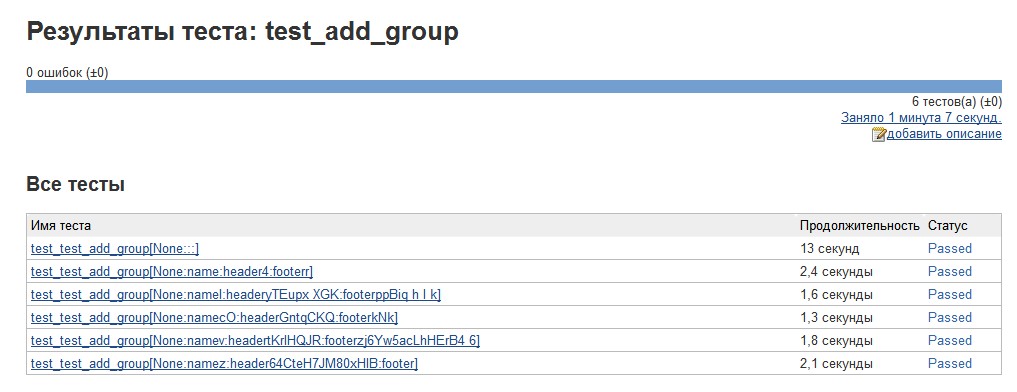 Результаты теста: test_add_group
0 ошибок (±0)
6 тестов(а) (±0)
Заняло 1 минута 7 секунд.
добавить описание
Все тесты
Имя теста Продолжительность Статус
test_test_add_group[None:::] 13 секунд Passed
test_test_add_group[None:name:header4:footerr] 2,4 секунды Passed
test_test_add_group[None:namel:headeryTEupx XGK:footerppBiq h l k] 1,6 секунды Passed
test_test_add_group[None:namecO:headerGntqCKQ:footerkNk] 1,3 секунды Passed
test_test_add_group[None:namev:headertKrlHQJR:footerzj6Yw5acLhHErB4 6] 1,8 секунды Passed
test_test_add_group[None:namez:header64CteH7JM80xHIB:footer] 2,1 секунды Passed